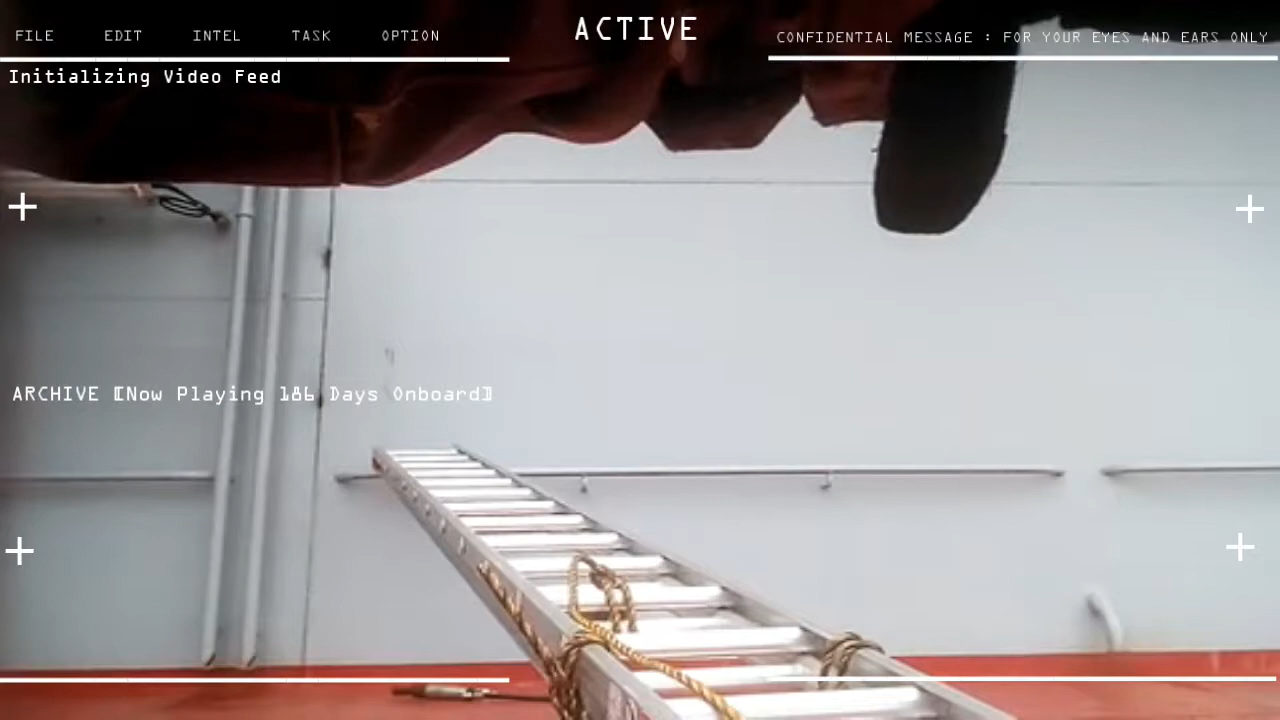 FILE EDIT INTEL TASK OPTION
ACTIVE
CONFIDENTIAL MESSAGE : FOR YOUR EYES AND EARS ONLY
Initializing Video Feed
ARCHIVE [Now Playing 186 Days Onboard]